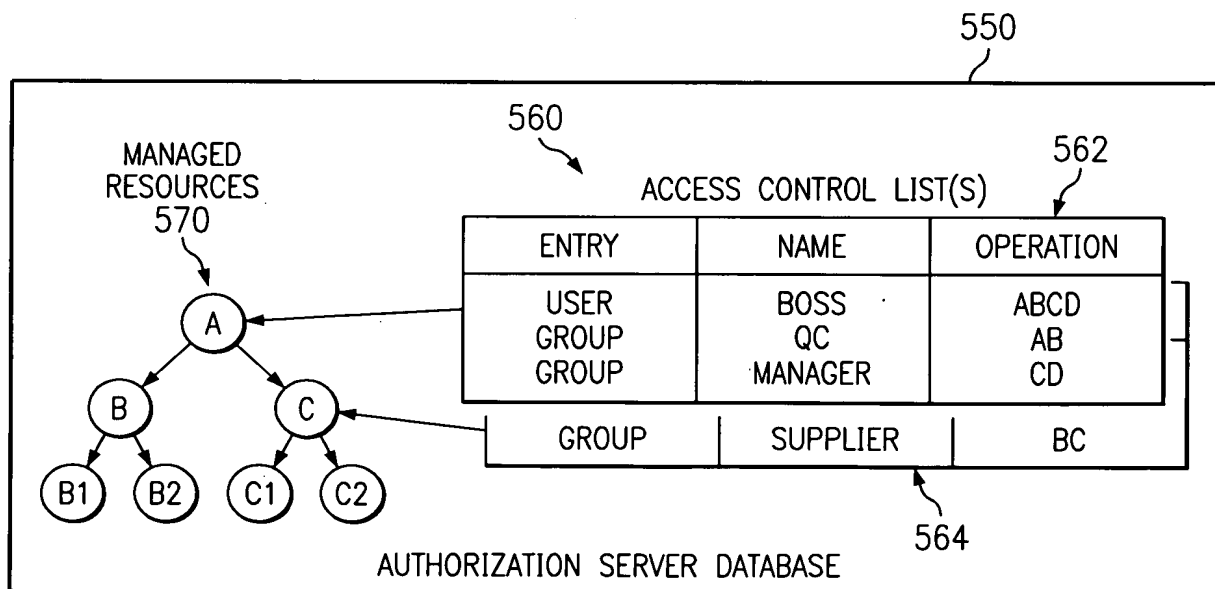 550
560
MANAGED
RESOURCES
570
562
ACCESS CONTROL LIST(S)
ENTRY NAME OPERATION
USER BOSS ABCD
GROUP QC AB
GROUP MANAGER CD
GROUP SUPPLIER BC
A
B C
B1 B2 C1 C2
564
AUTHORIZATION SERVER DATABASE